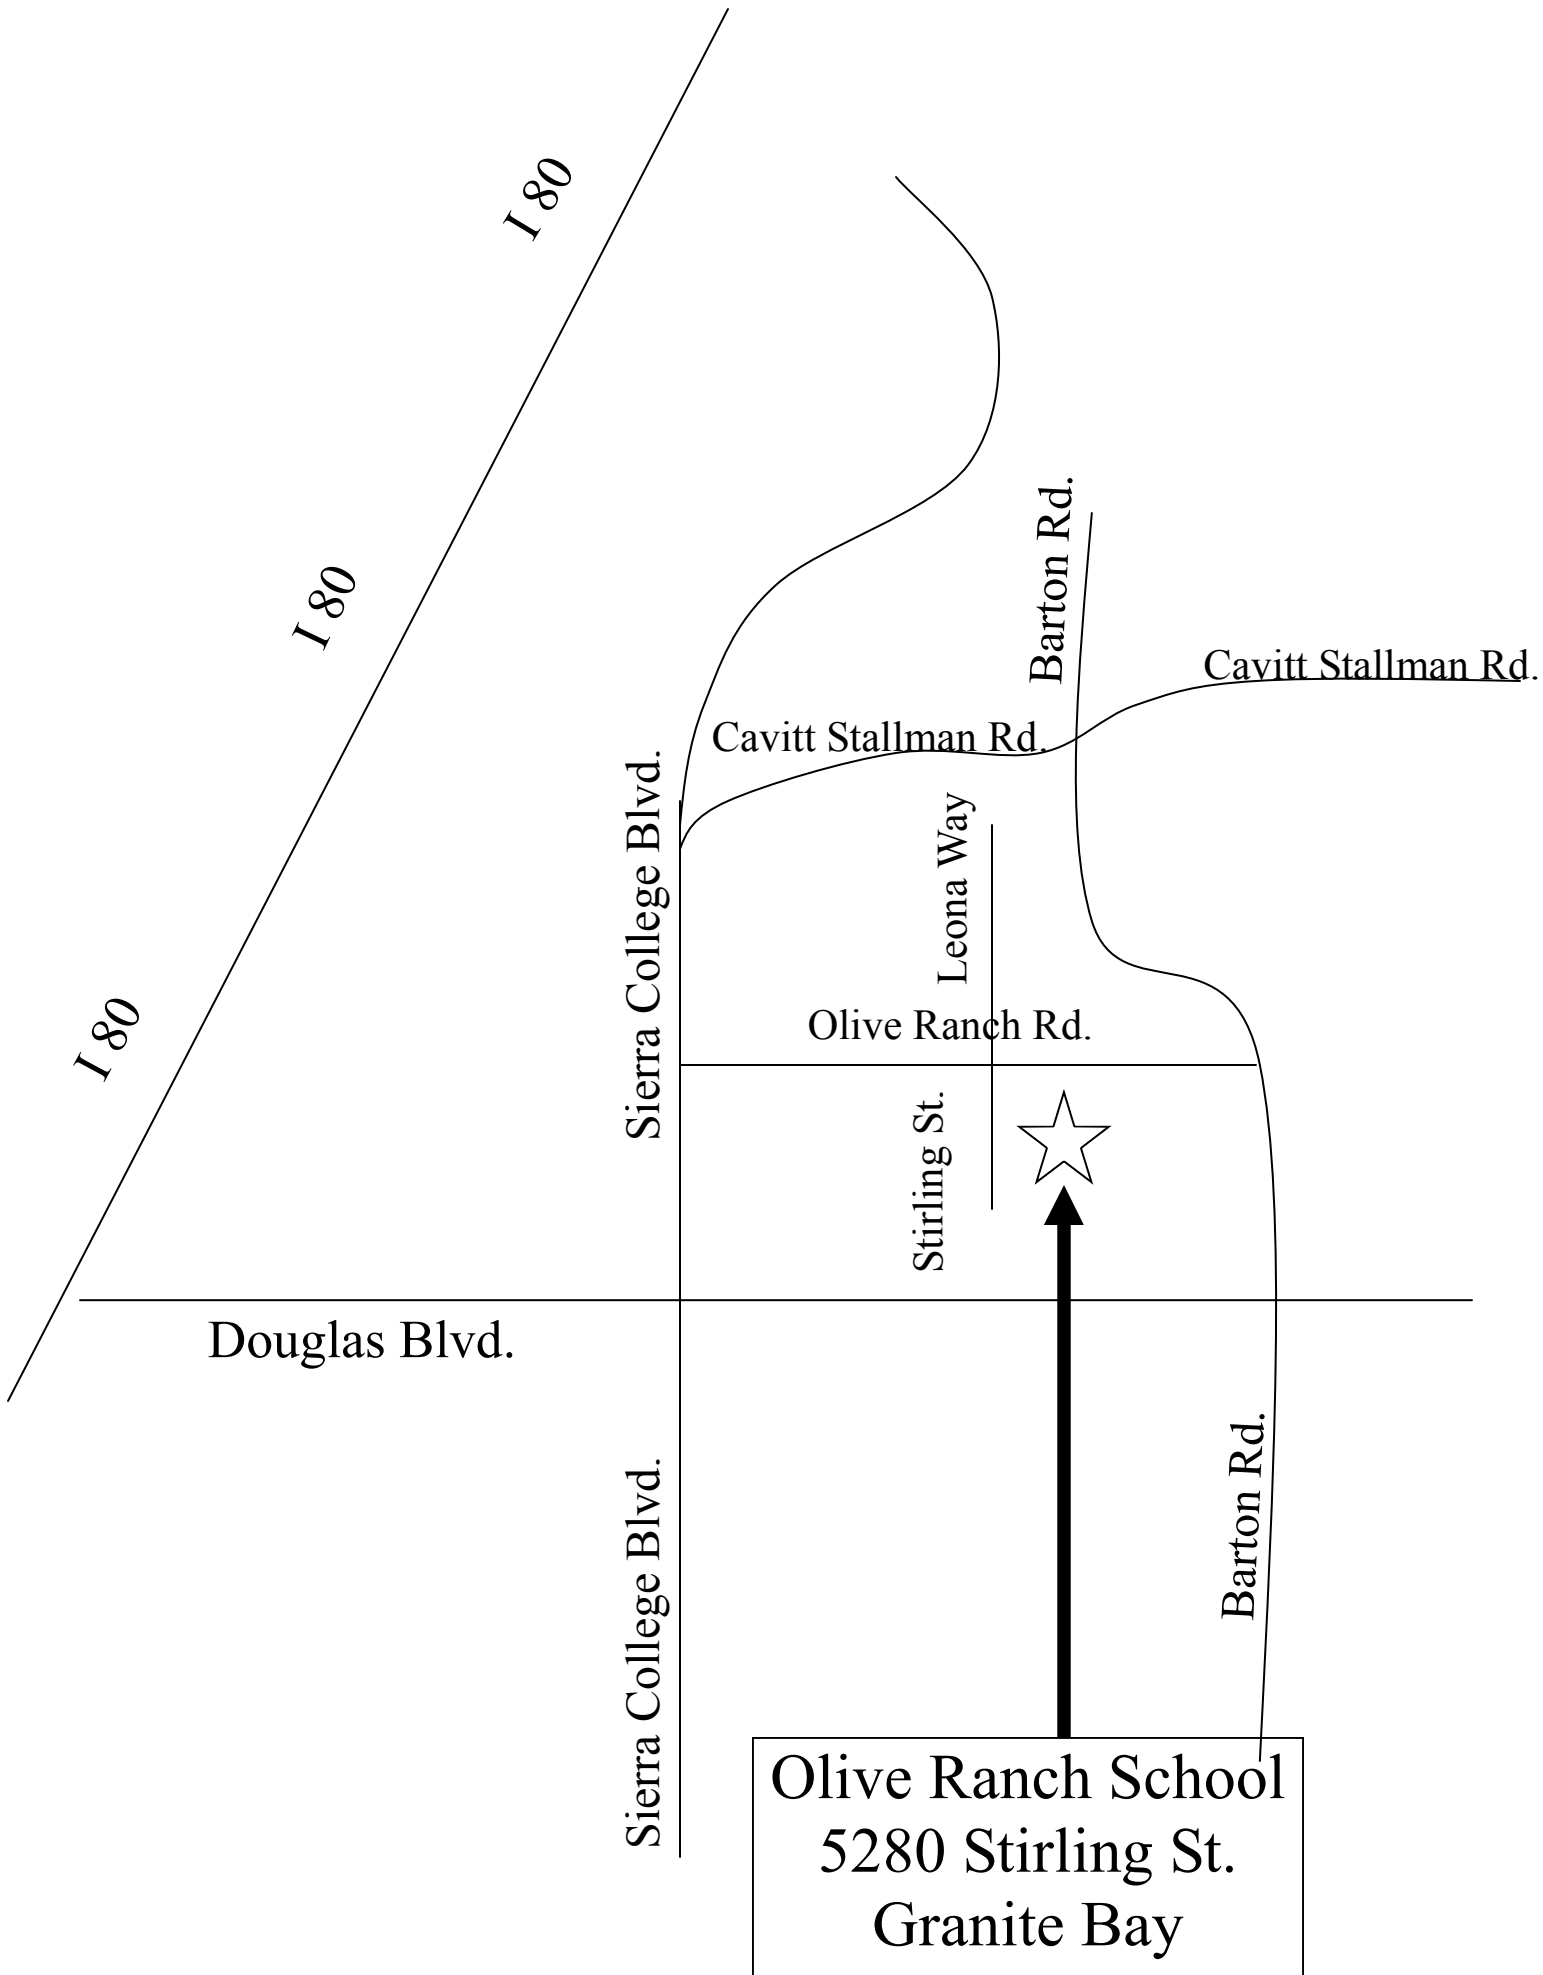 I 80
I 80
Barton Rd.
Cavitt Stallman Rd.
Cavitt Stallman Rd.
Sierra College Blvd.
Leona Way
I 80
Olive Ranch Rd.
Stirling St.
Douglas Blvd.
Barton Rd.
Sierra College Blvd.
Olive Ranch School
5280 Stirling St.
Granite Bay